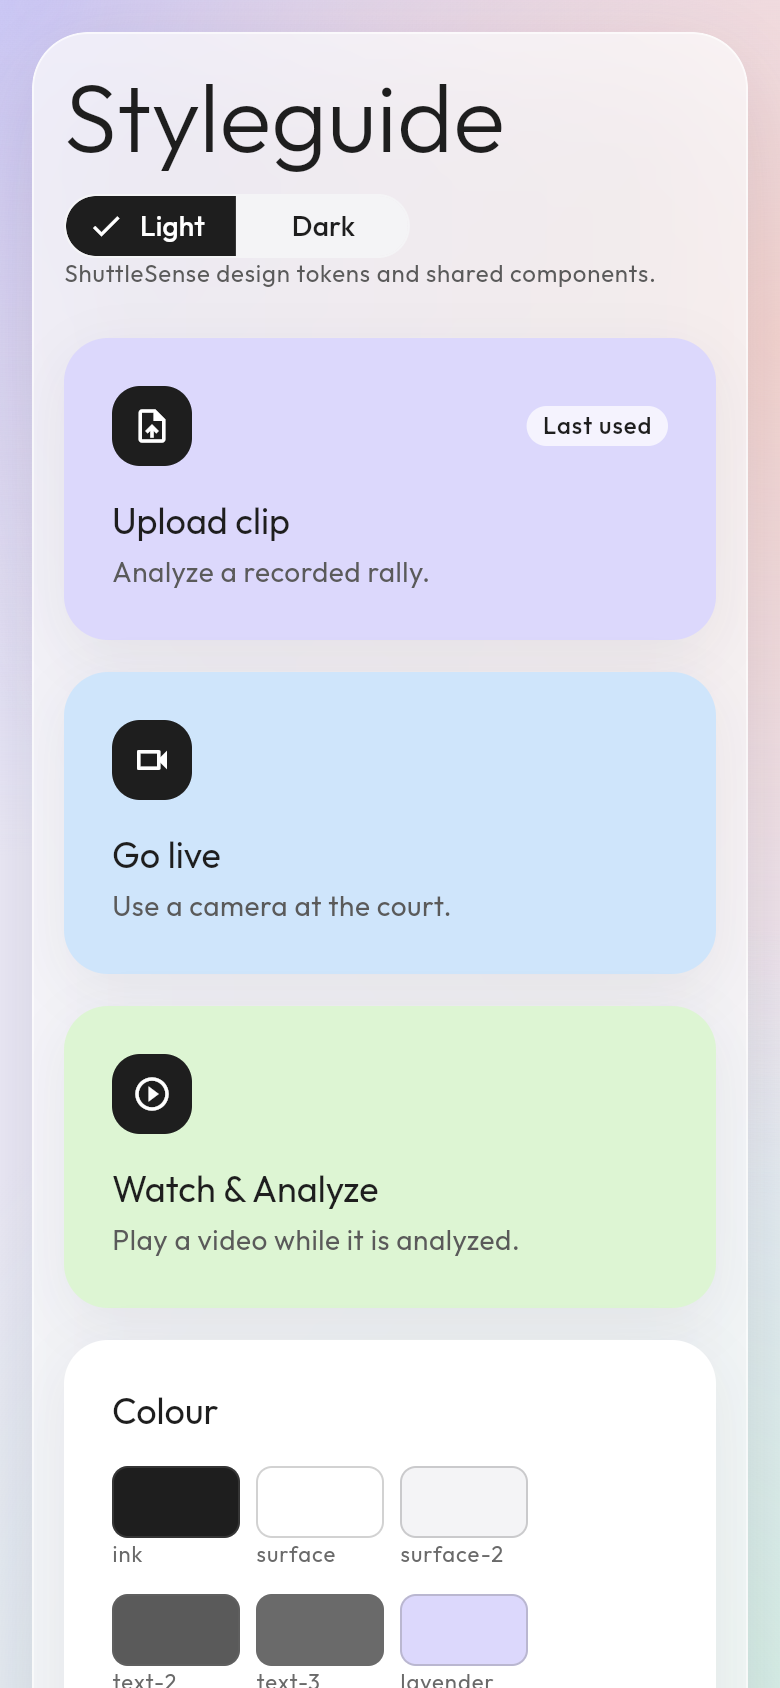 Styleguide
Light
Dark
ShuttleSense design tokens and shared components.
Last used
Upload clip
Analyze a recorded rally.
Go live
Use a camera at the court.
Watch & Analyze
Play a video while it is analyzed.
Colour
ink
surface
surface-2
text-2
text-3
lavender